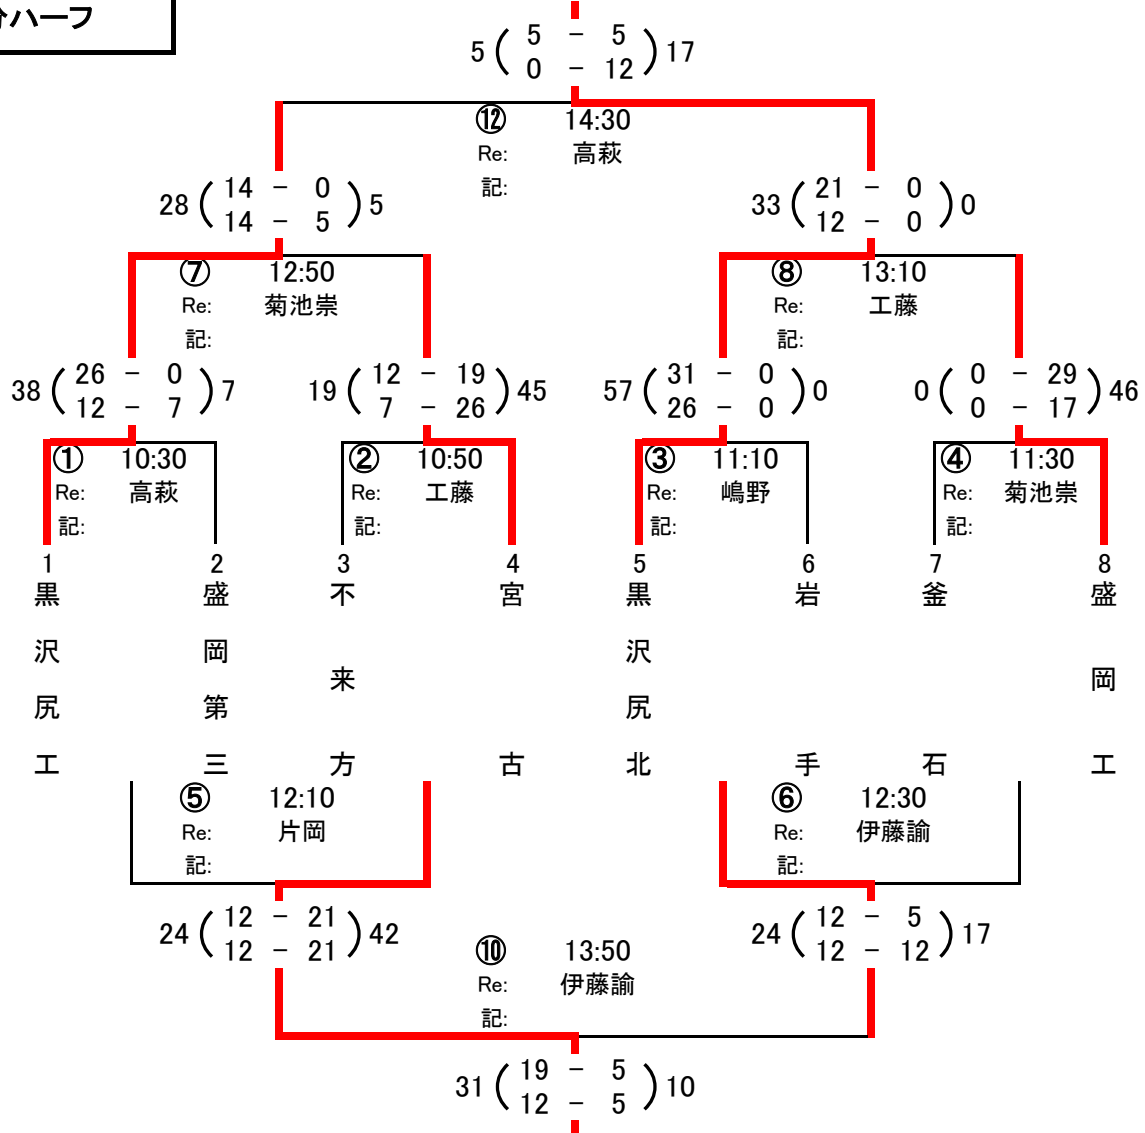 分ハーフ
5 ( 5 - 5 ) 17
0 - 12
⑫ 14:30
Re: 高萩
記:
28 ( 14 - 0 ) 5
14 - 5
33 ( 21 - 0 ) 0
12 - 0
⑦ 12:50
Re: 菊池崇
記:
⑧ 13:10
Re: 工藤
記:
38 ( 26 - 0 ) 7
12 - 7
19 ( 12 - 19 ) 45
7 - 26
57 ( 31 - 0 ) 0
26 - 0
0 ( 0 - 29 ) 46
0 - 17
① 10:30
Re: 高萩
記:
② 10:50
Re: 工藤
記:
③ 11:10
Re: 嶋野
記:
④ 11:30
Re: 菊池崇
記:
1
黒沢尻工
2
盛岡第三
3
不来方
4
宮古
5
黒沢尻北
6
岩手
7
釜石
8
盛岡工
⑤ 12:10
Re: 片岡
記:
⑥ 12:30
Re: 伊藤諭
記:
24 ( 12 - 21 ) 42
12 - 21
24 ( 12 - 5 ) 17
12 - 12
⑩ 13:50
Re: 伊藤諭
記:
31 ( 19 - 5 ) 10
12 - 5